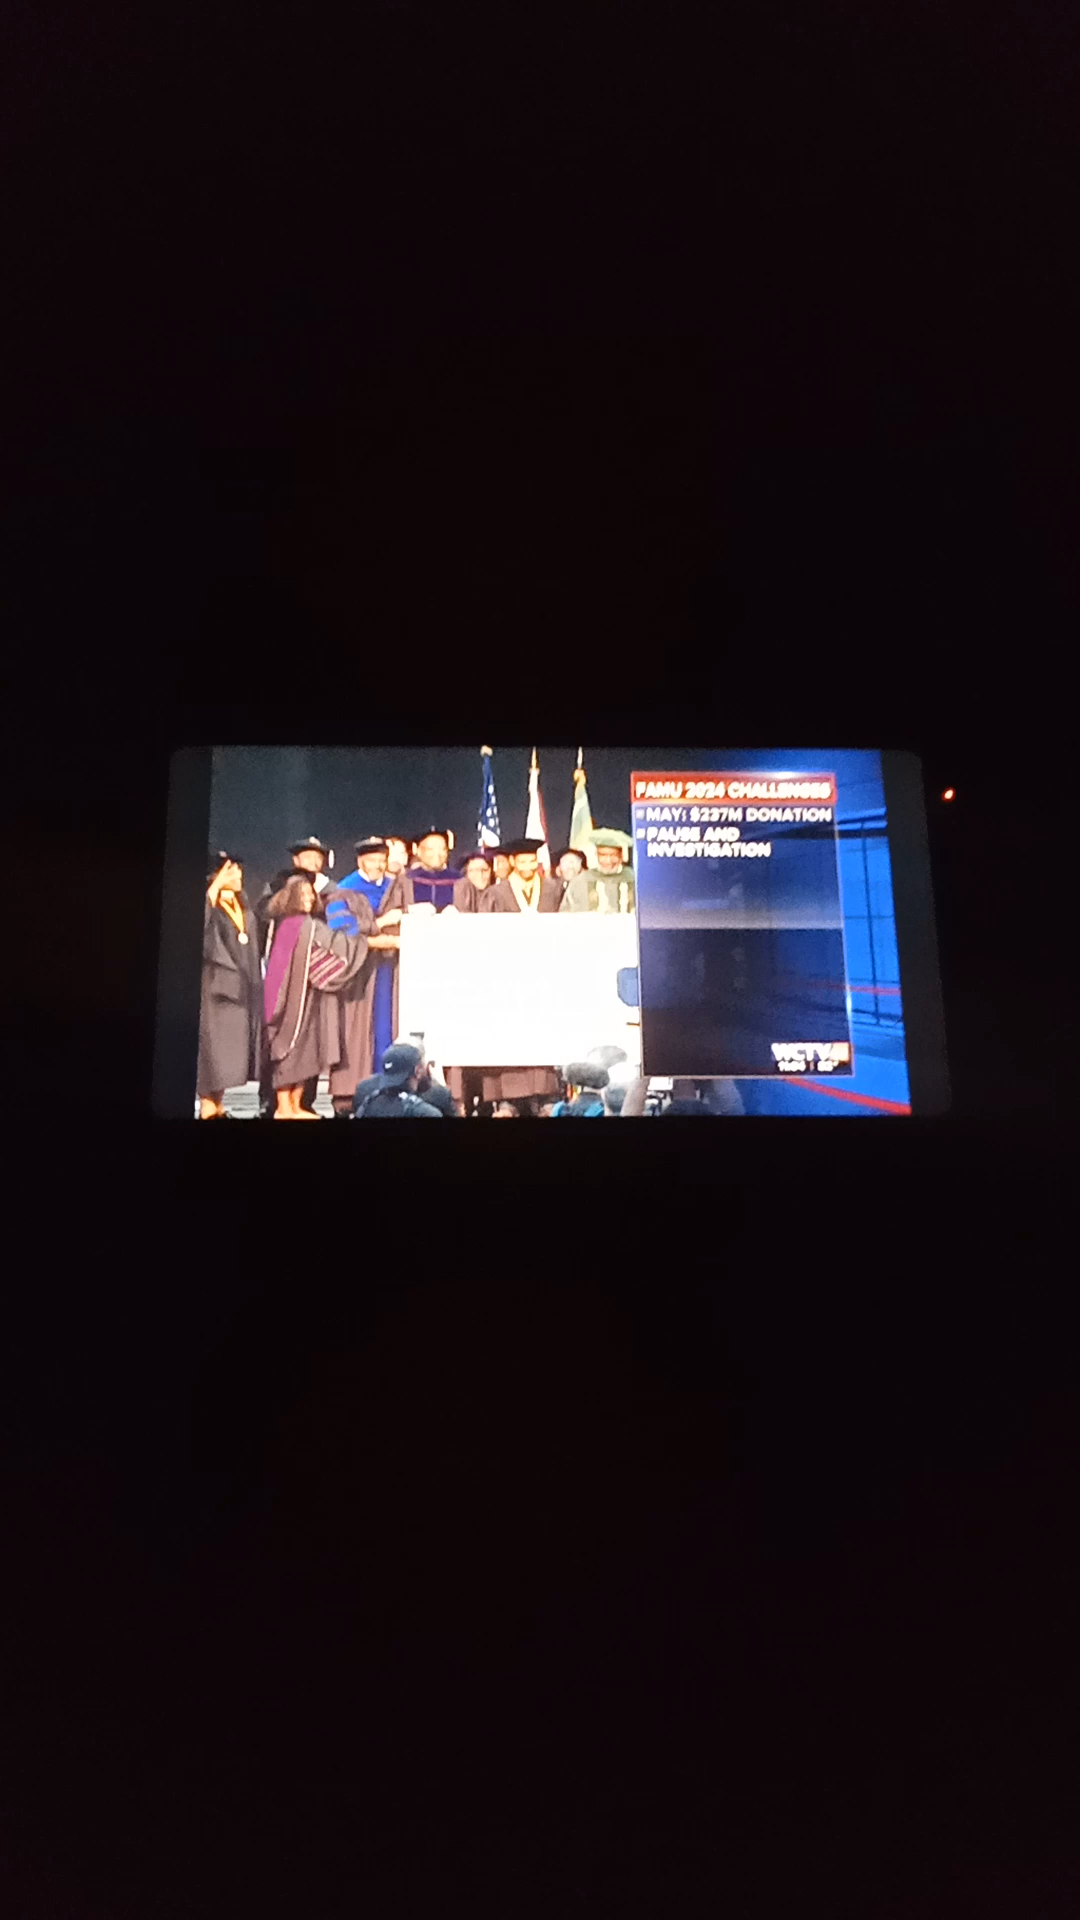 FAMU 2024 CHALLENGES
MAY: $237M DONATION
PAUSE AND
INVESTIGATION
WCTV